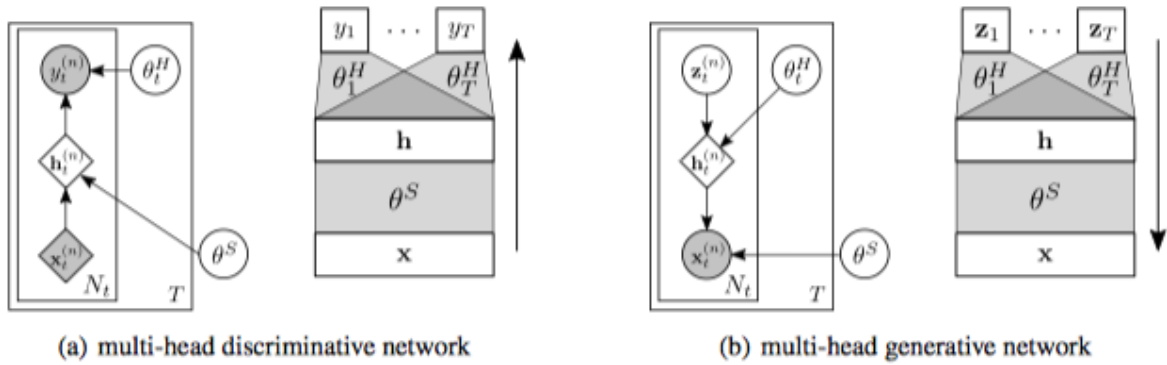 y_t^{(n)} θ_t^H
h_t^{(n)}
θ^S
x_t^{(n)}
N_t T
y_1 ··· y_T
θ_1^H θ_T^H
h
θ^S
x
(a) multi-head discriminative network
z_t^{(n)} θ_t^H
h_t^{(n)}
x_t^{(n)} θ^S
N_t T
z_1 ··· z_T
θ_1^H θ_T^H
h
θ^S
x
(b) multi-head generative network